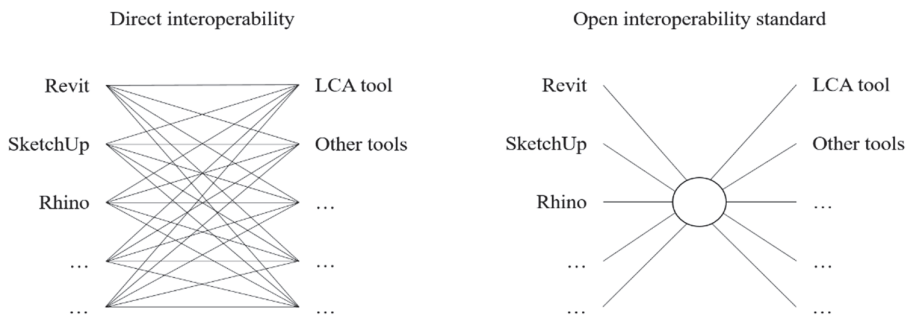 Direct interoperability
Revit
LCA tool
SketchUp
Other tools
Rhino
…
…
…
…
…
Open interoperability standard
Revit
LCA tool
SketchUp
Other tools
Rhino
…
…
…
…
…